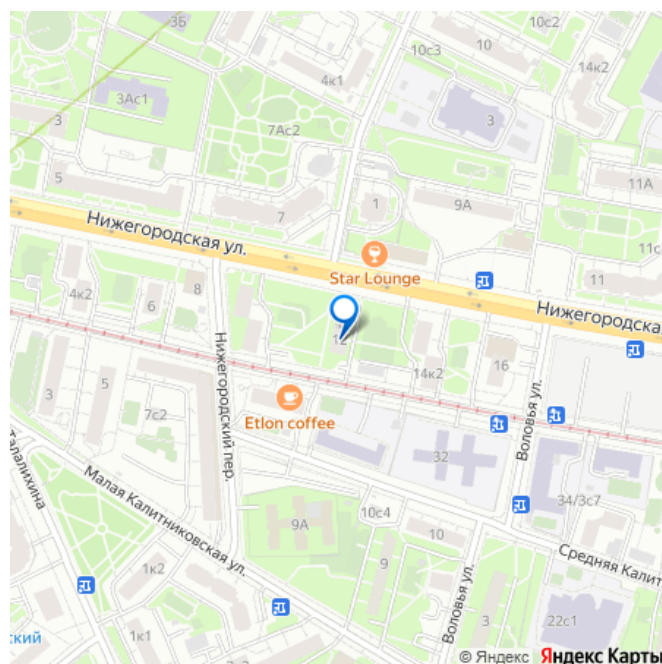 3Б
10с2
10
10с3
14к2
4к1
3Ас1
3
3
7Ас2
5
11А
1
9А
7
11с
Нижегородская ул.
Star Lounge
11
4к2
6
8
Нижегородская
12
14к2
16
Нижегородский пер.
Воловья ул.
3
5
7с2
Etlon coffee
32
34/3с7
Талалихина
Малая Калитниковская ул.
9А
10с4
10
Средняя Калит
1к2
9
Воловья ул.
3
22с1
ский
1к1
© Яндекс Яндекс Карты